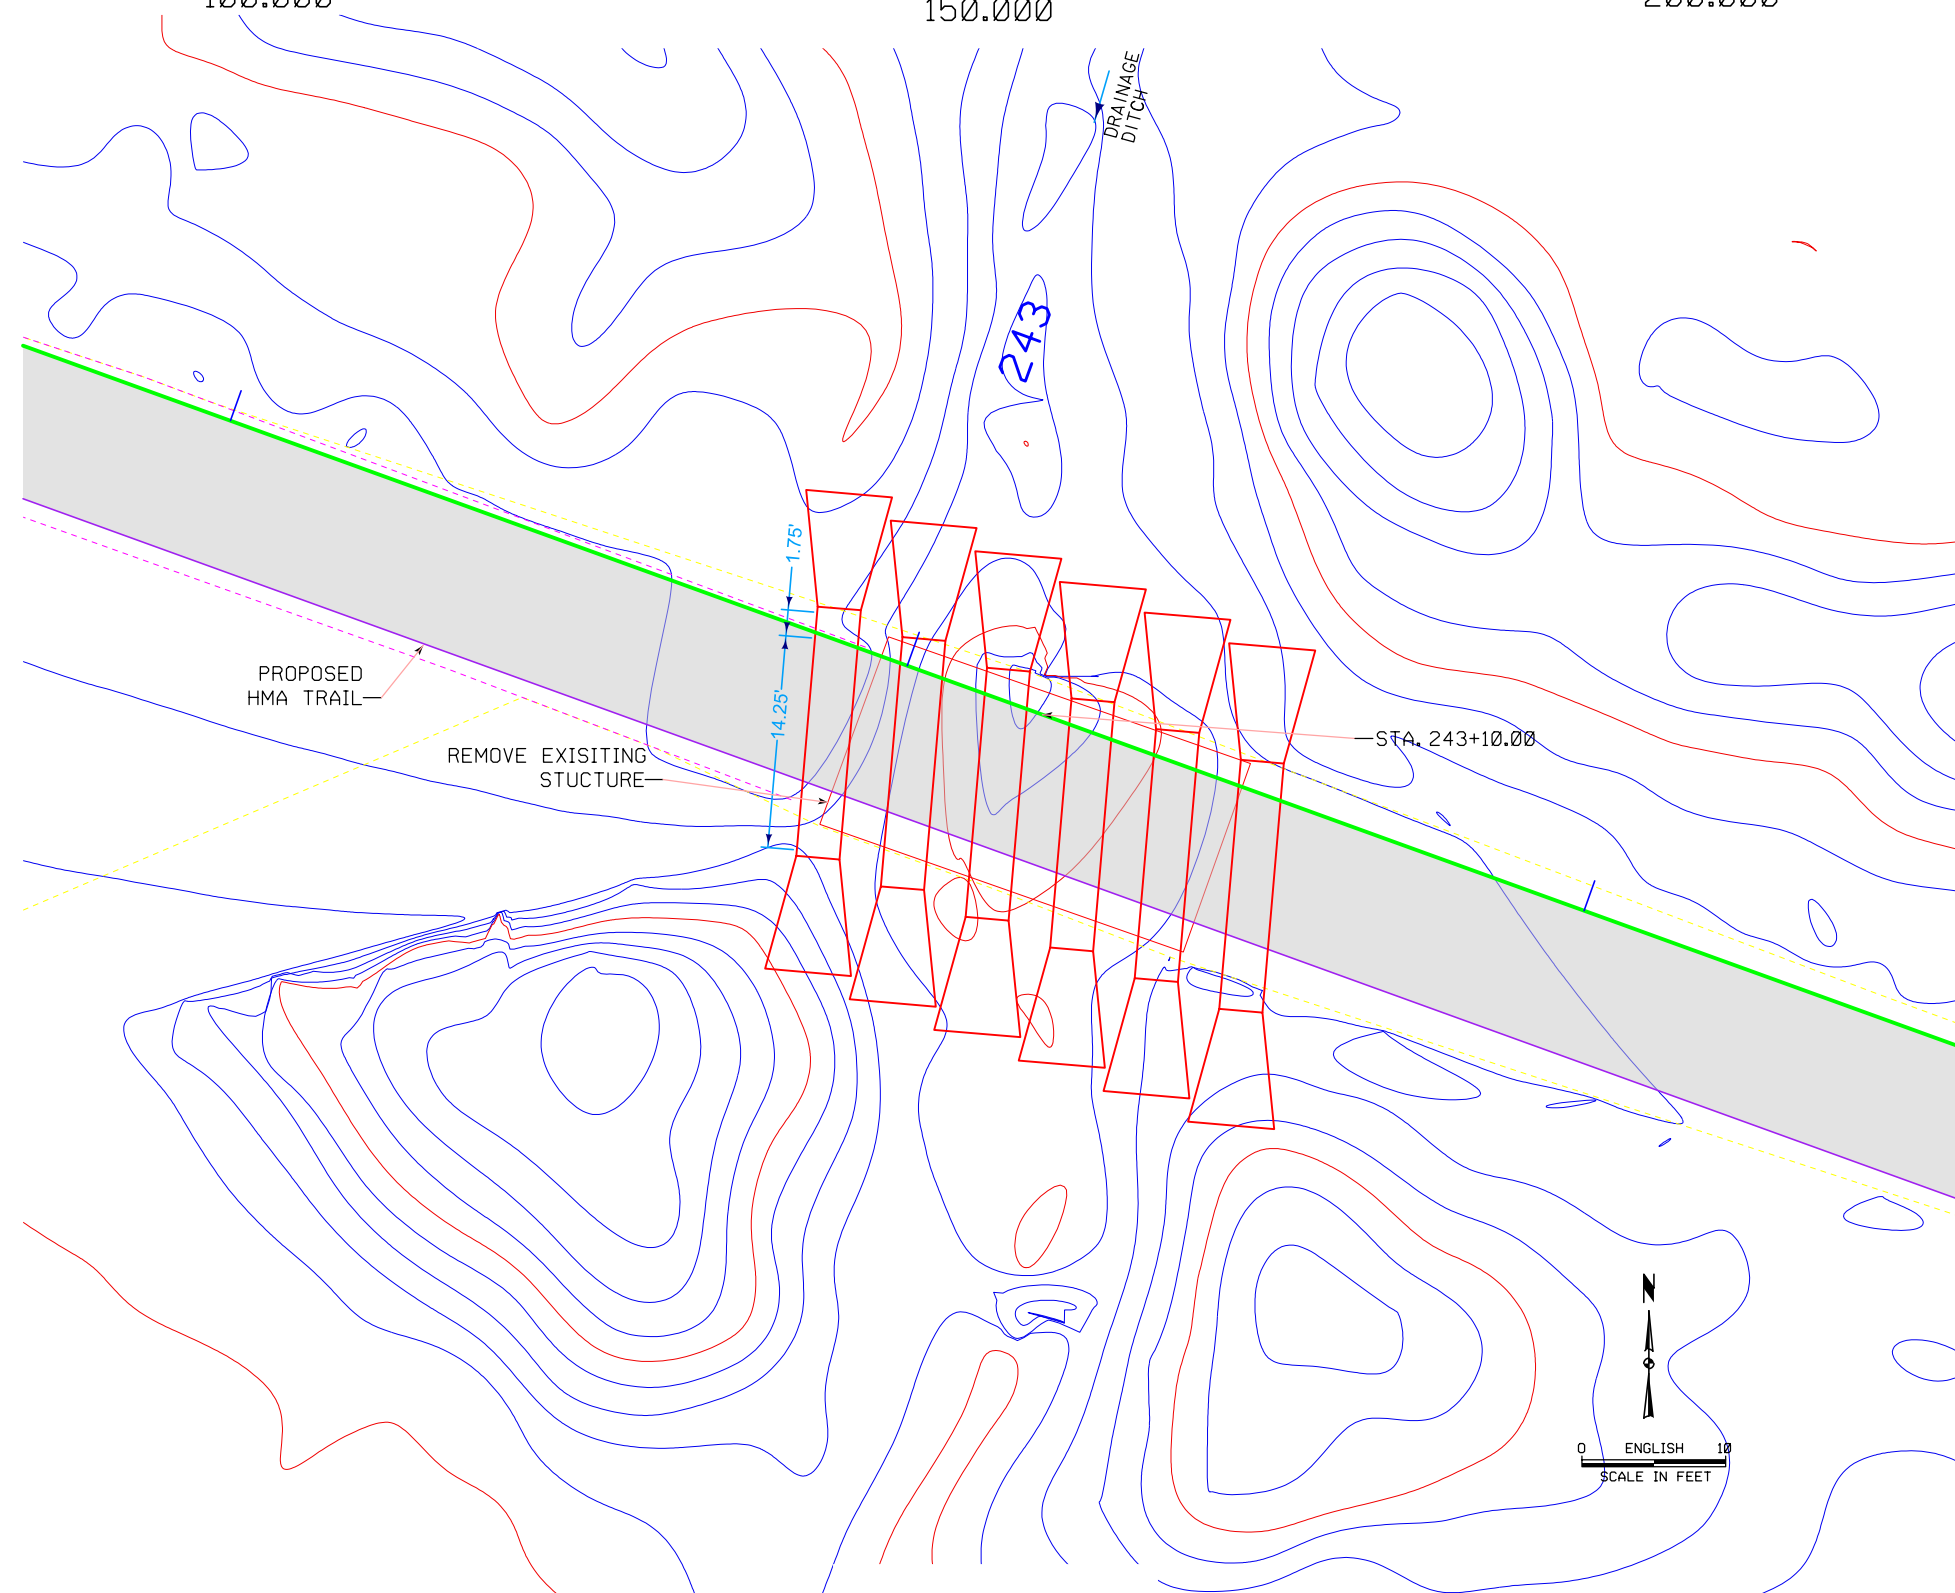 150.000
DRAINAGE
DITCH
243
1.75'
14.25'
PROPOSED
HMA TRAIL
REMOVE EXISITING
STUCTURE
STA. 243+10.00
N
0 ENGLISH 10
SCALE IN FEET